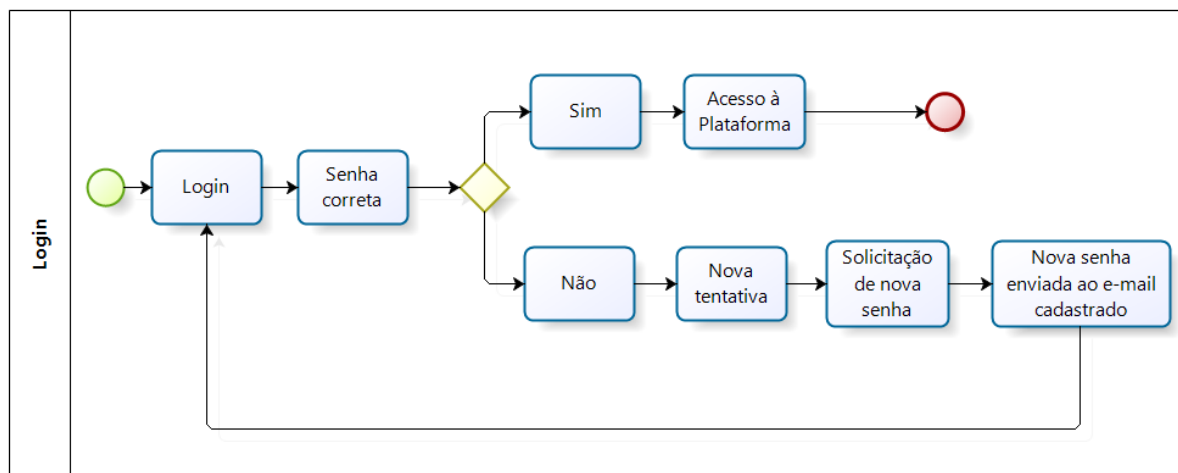 Login
Login
Senha
correta
Sim
Acesso à
Plataforma
Não
Nova
tentativa
Solicitação
de nova
senha
Nova senha
enviada ao e-mail
cadastrado